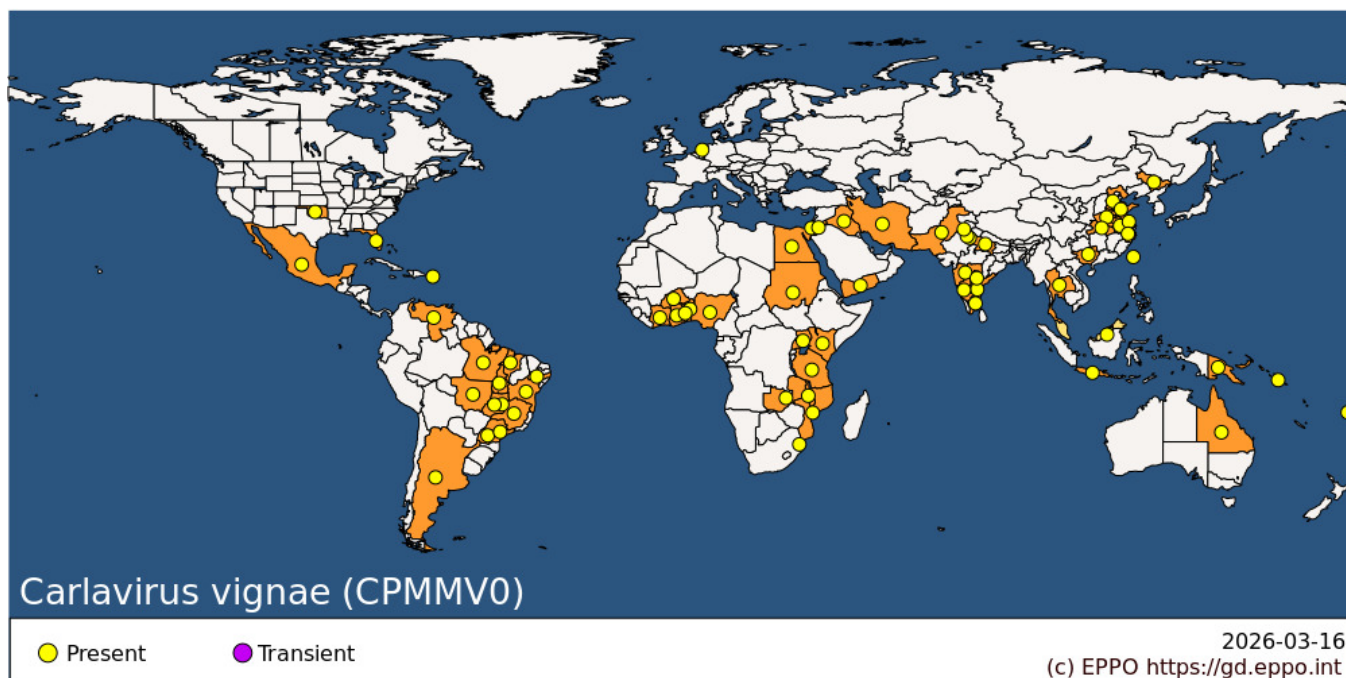 Carlavirus vignae (CPMMV0)
Present
Transient
2026-03-16
(c) EPPO https://gd.eppo.int